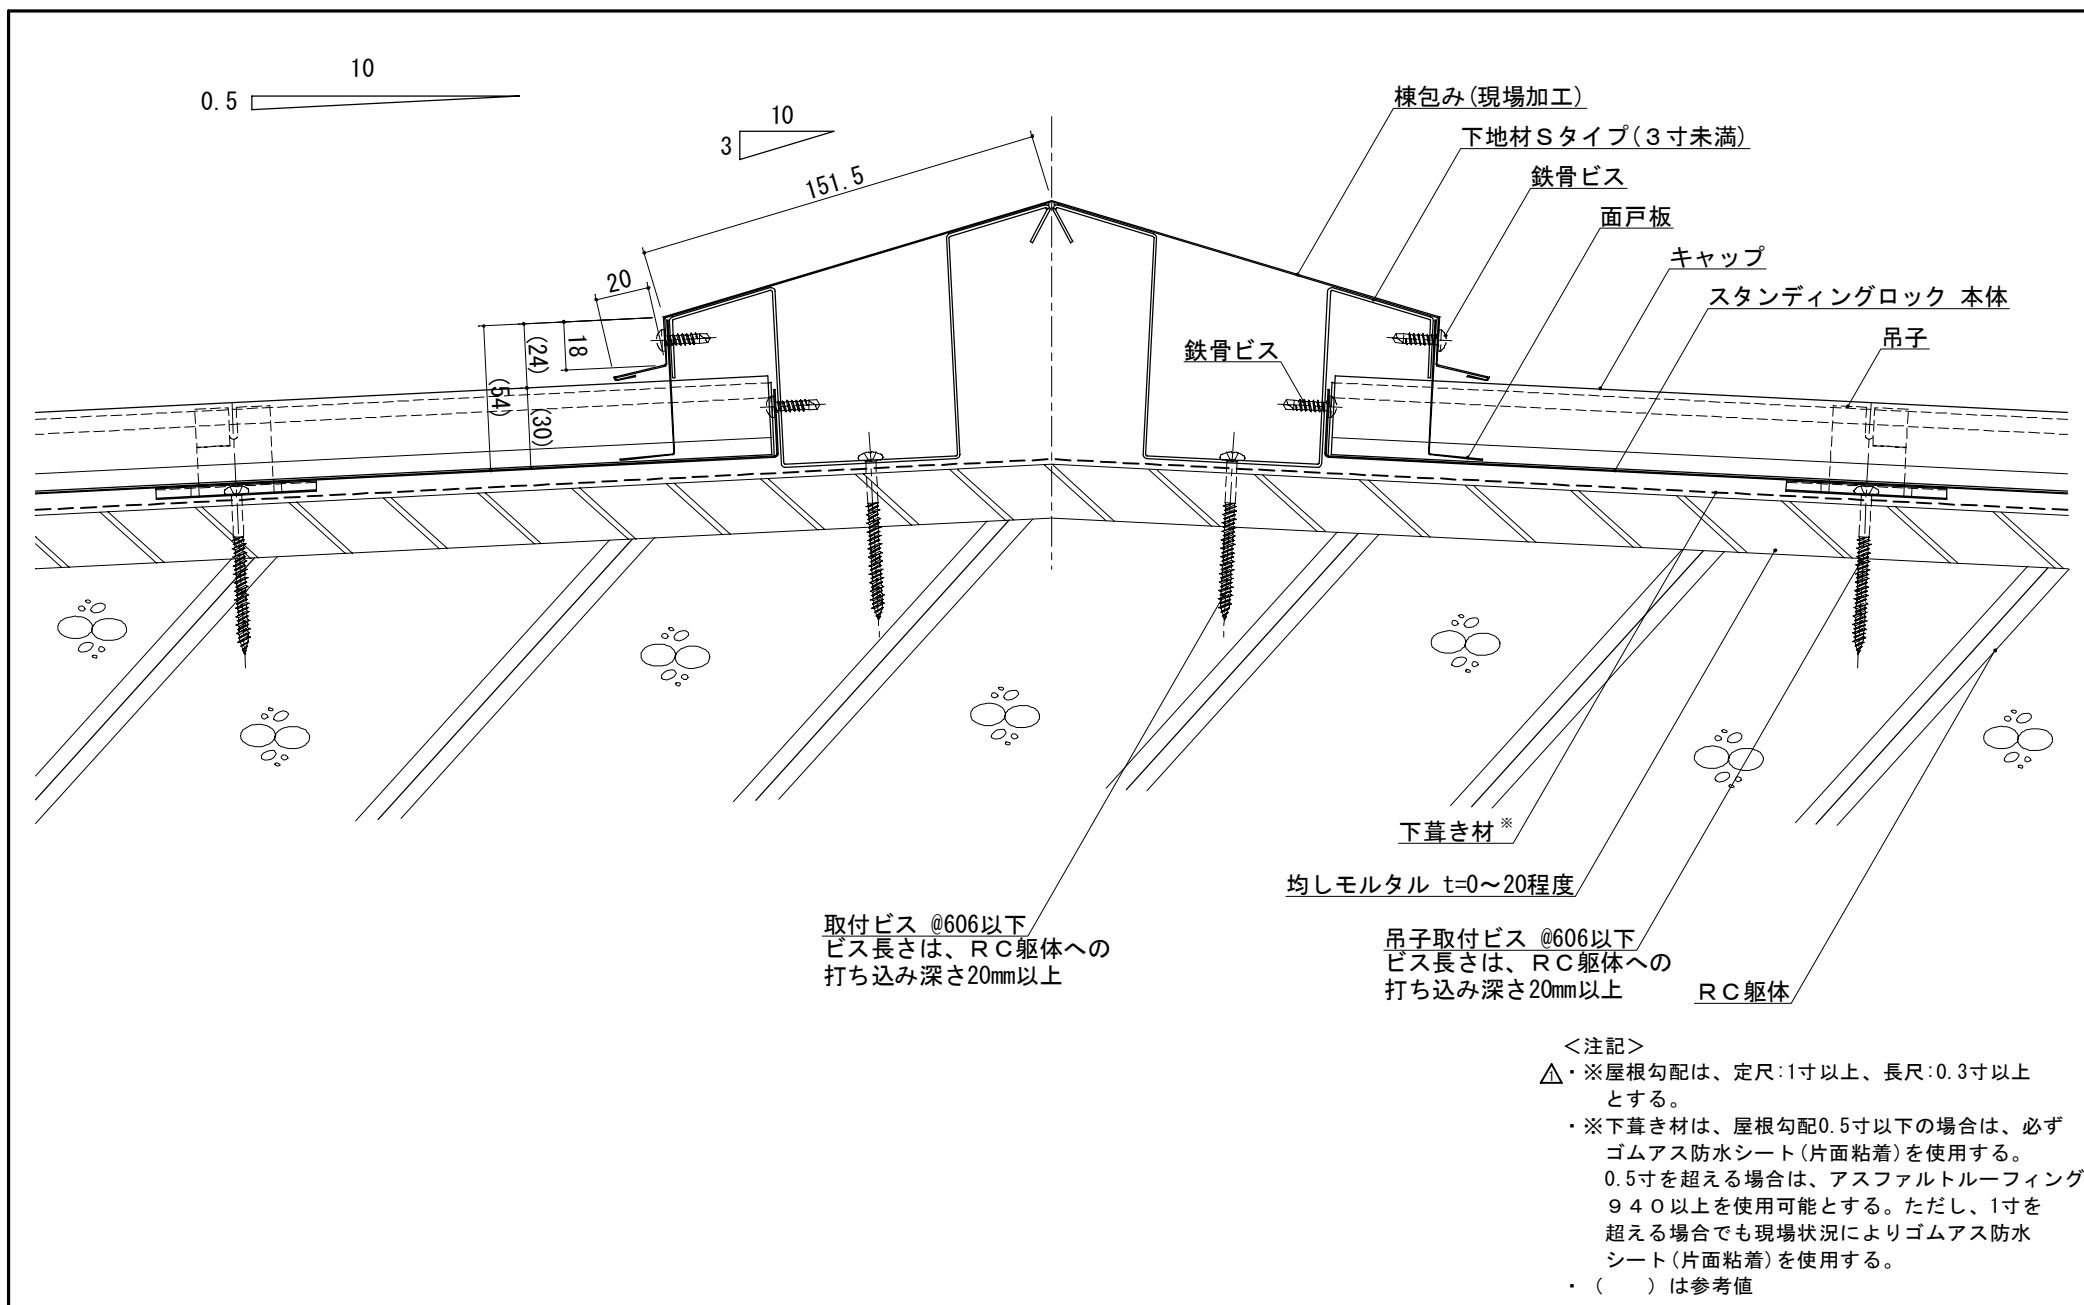 10
0.5
10
3
151.5
20
18
(24)
(54)
(30)
棟包み(現場加工)
下地材Ｓタイプ(３寸未満)
鉄骨ビス
面戸板
キャップ
スタンディングロック 本体
吊子
鉄骨ビス
下葺き材※
均しモルタル t=0～20程度
取付ビス @606以下
ビス長さは、ＲＣ躯体への
打ち込み深さ20mm以上
吊子取付ビス @606以下
ビス長さは、ＲＣ躯体への
打ち込み深さ20mm以上
ＲＣ躯体
＜注記＞
1・※屋根勾配は、定尺:1寸以上、長尺:0.3寸以上
とする。
・※下葺き材は、屋根勾配0.5寸以下の場合は、必ず
ゴムアス防水シート(片面粘着)を使用する。
0.5寸を超える場合は、アスファルトルーフィング
９４０以上を使用可能とする。ただし、1寸を
超える場合でも現場状況によりゴムアス防水
シート(片面粘着)を使用する。
・（　　）は参考値